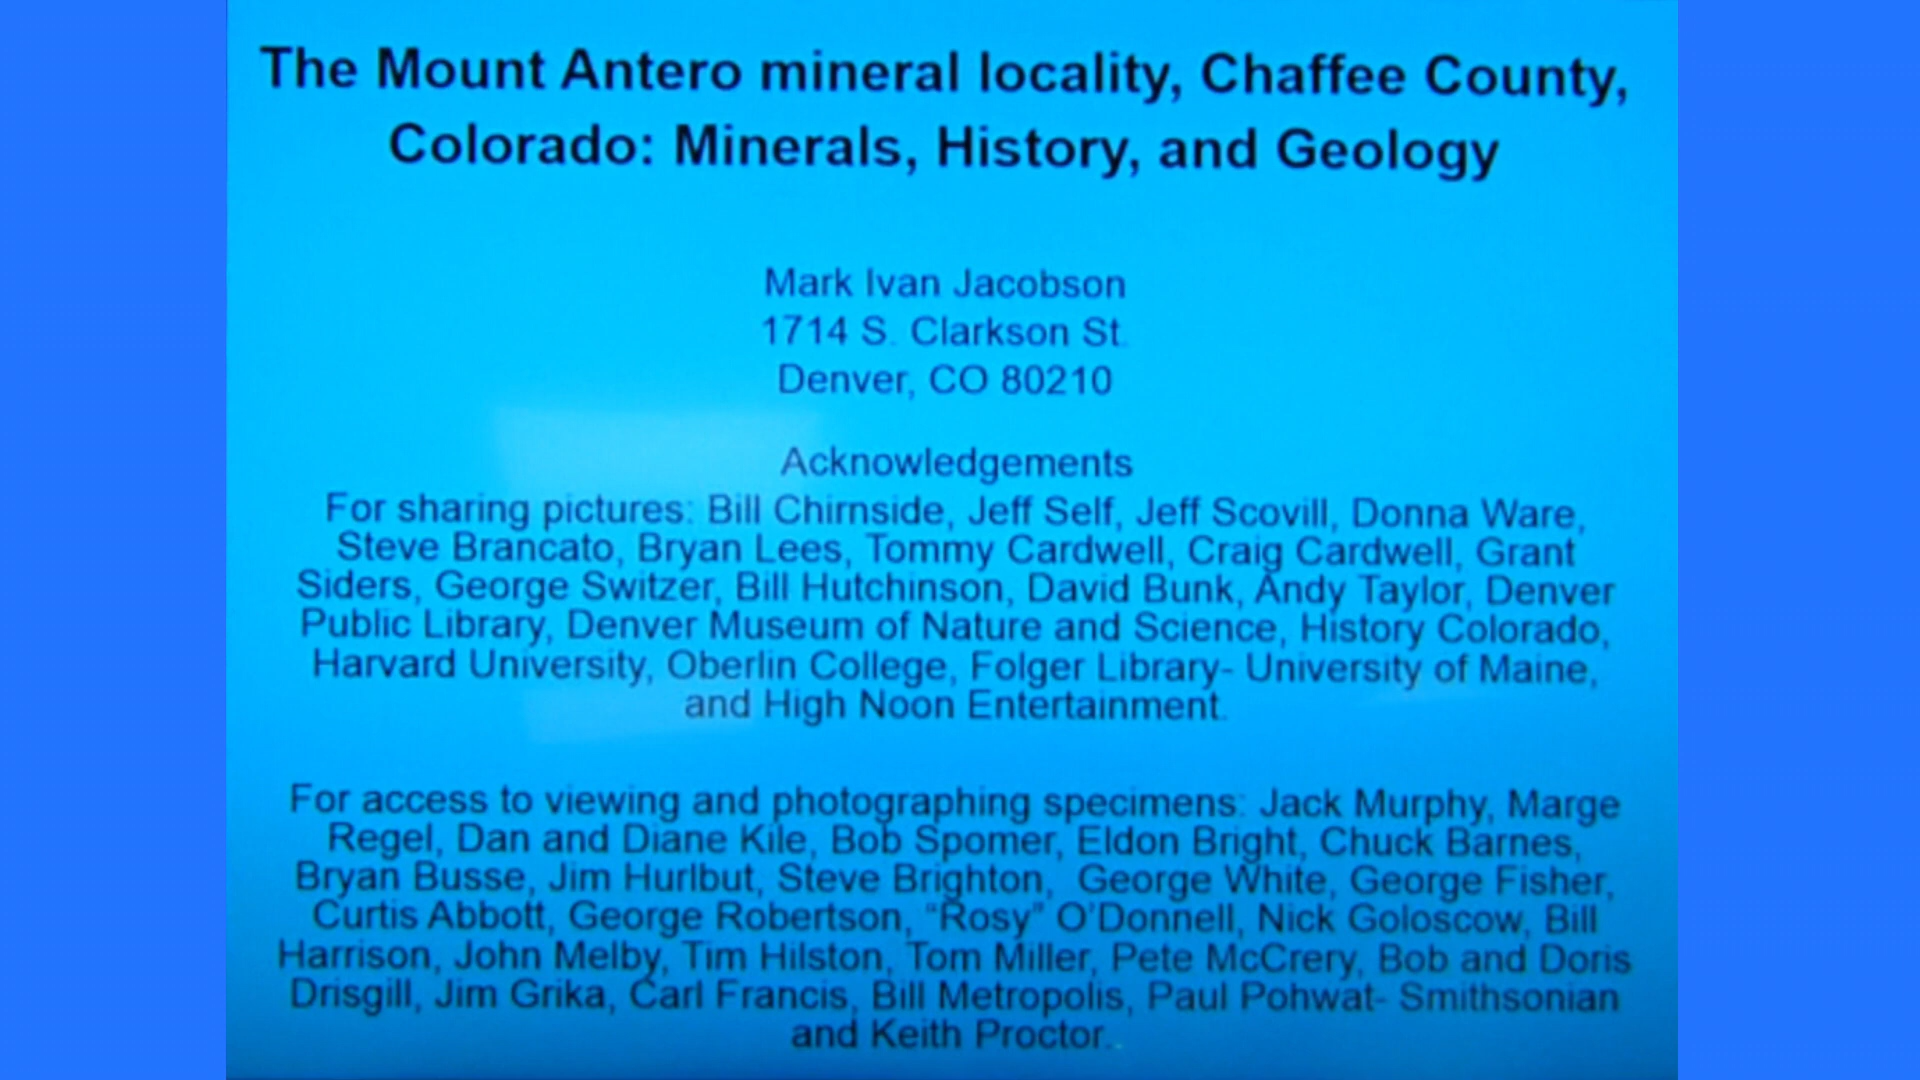 The Mount Antero mineral locality, Chaffee County,
Colorado: Minerals, History, and Geology
Mark Ivan Jacobson
1714 S. Clarkson St.
Denver, CO 80210
Acknowledgements
For sharing pictures: Bill Chirnside, Jeff Self, Jeff Scovill, Donna Ware,
Steve Brancato, Bryan Lees, Tommy Cardwell, Craig Cardwell, Grant
Siders, George Switzer, Bill Hutchinson, David Bunk, Andy Taylor, Denver
Public Library, Denver Museum of Nature and Science, History Colorado,
Harvard University, Oberlin College, Folger Library- University of Maine,
and High Noon Entertainment.
For access to viewing and photographing specimens: Jack Murphy, Marge
Regel, Dan and Diane Kile, Bob Spomer, Eldon Bright, Chuck Barnes,
Bryan Busse, Jim Hurlbut, Steve Brighton,  George White, George Fisher,
Curtis Abbott, George Robertson, “Rosy” O'Donnell, Nick Goloscow, Bill
Harrison, John Melby, Tim Hilston, Tom Miller, Pete McCrery, Bob and Doris
Drisgill, Jim Grika, Carl Francis, Bill Metropolis, Paul Pohwat- Smithsonian
and Keith Proctor..